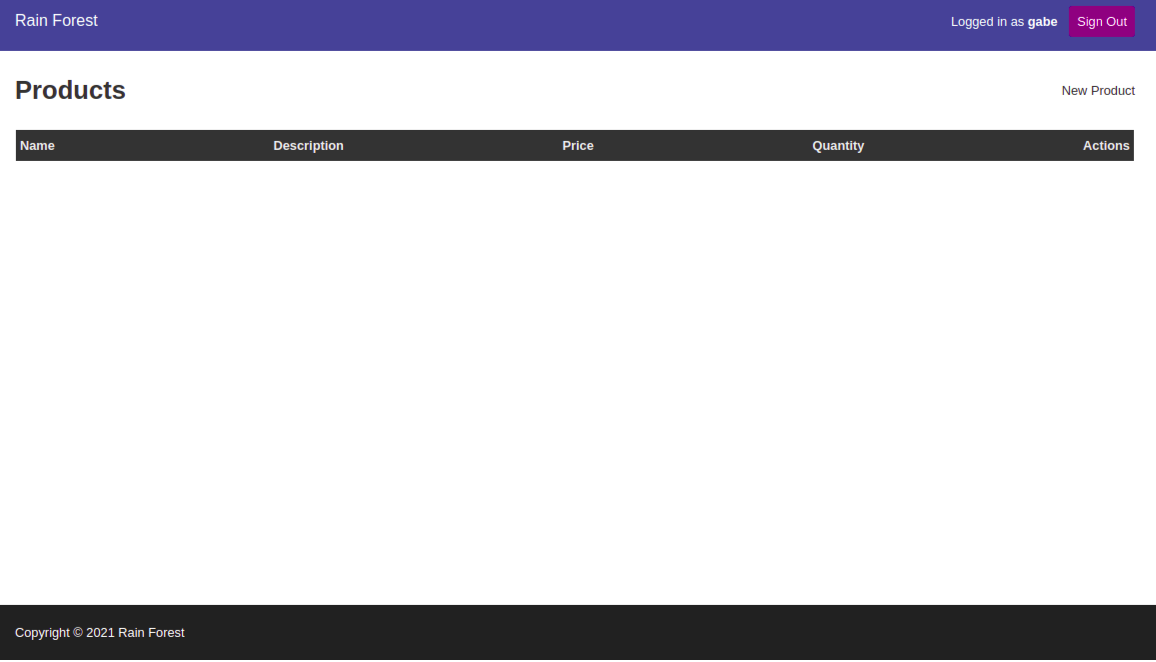 Rain Forest
Logged in as gabe Sign Out
Products
New Product
Name Description Price Quantity Actions
Copyright © 2021 Rain Forest